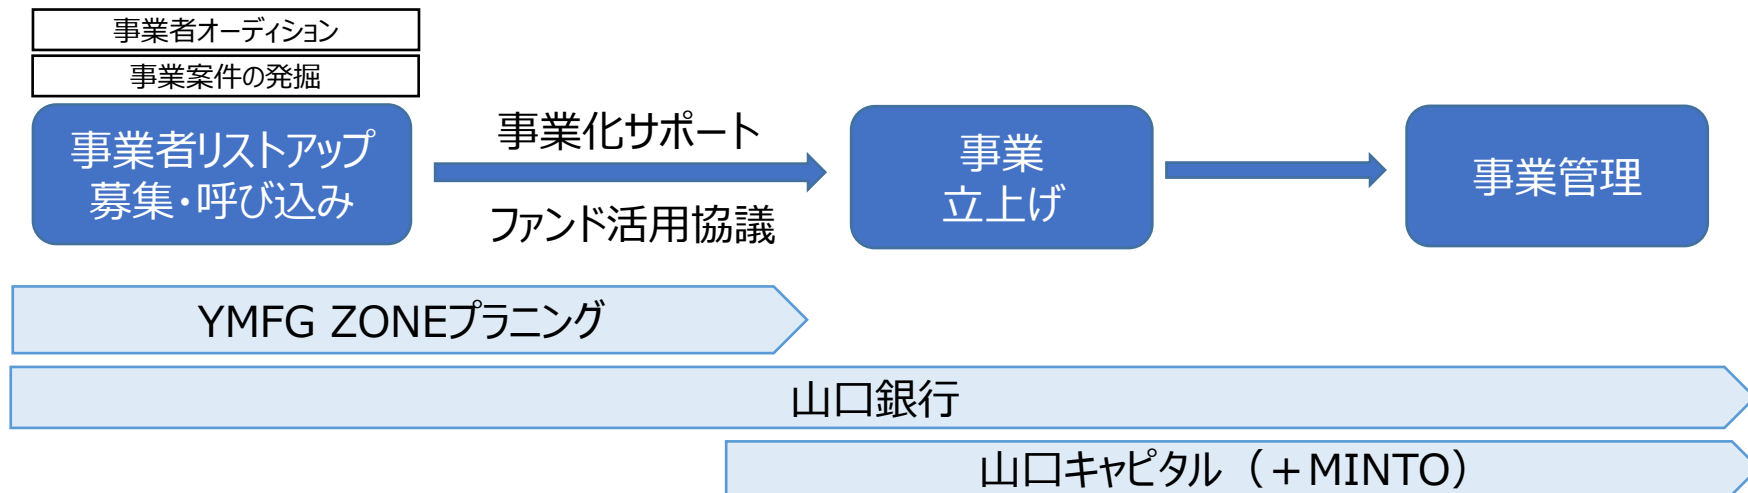 事業者オーディション
事業案件の発掘
事業者リストアップ
募集・呼び込み
事業化サポート
ファンド活用協議
事業
立上げ
事業管理
YMFG ZONEプラニング
山口銀行
山口キャピタル（＋MINTO）